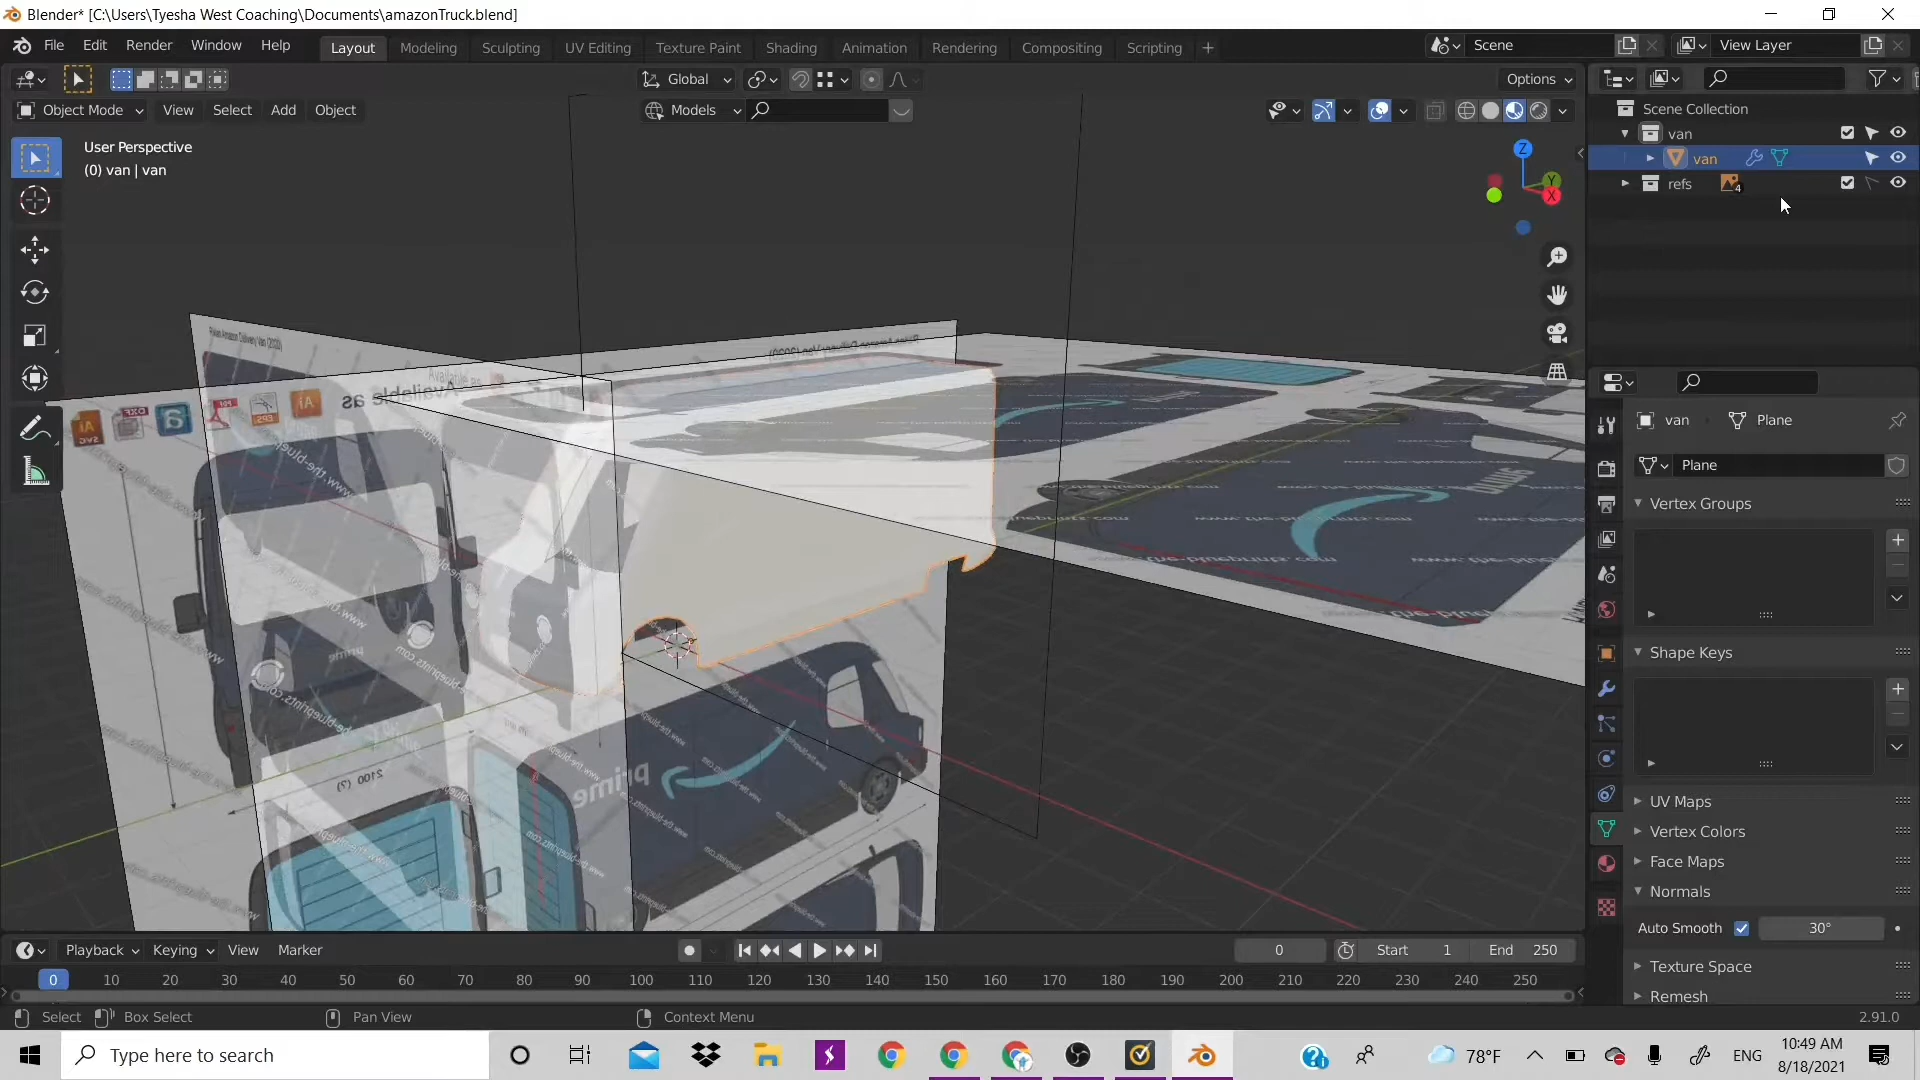 Blender* [C:\Users\Tyesha West Coaching\Documents\amazonTruck.blend]
File Edit Render Window Help
Layout Modeling Sculpting UV Editing Texture Paint Shading Animation Rendering Compositing Scripting +
Scene
View Layer
Global
Options
Object Mode View Select Add Object
Models
User Perspective
(0) van | van
Z
Y
X
Scene Collection
van
van
refs 4
van Plane
Plane
Vertex Groups
Shape Keys
UV Maps
Vertex Colors
Face Maps
Normals
Auto Smooth 30°
Texture Space
Remesh
Available as
prime
2100 (?)
Playback Keying View Marker
0 Start 1 End 250
0 10 20 30 40 50 60 70 80 90 100 110 120 130 140 150 160 170 180 190 200 210 220 230 240 250
Select Box Select Pan View Context Menu 2.91.0
Type here to search
78°F ENG 10:49 AM
8/18/2021